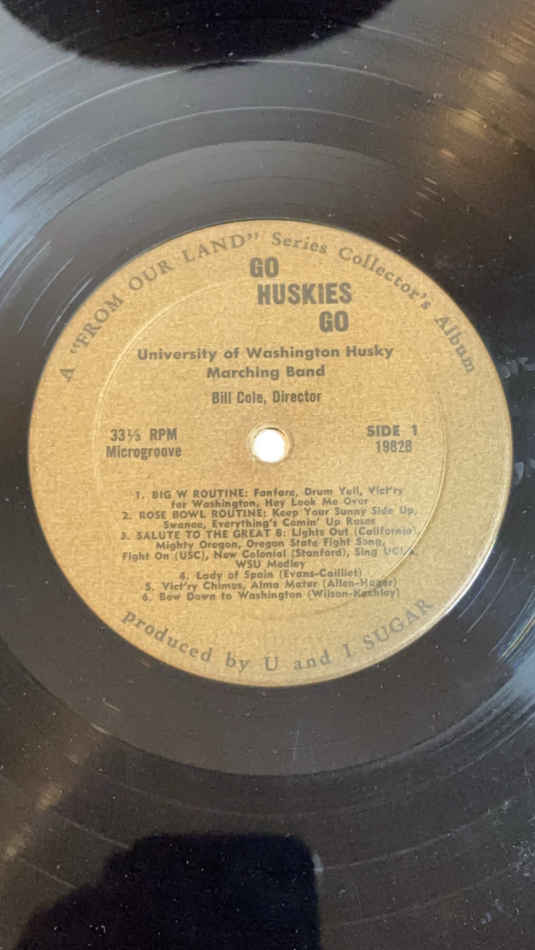 A "FROM OUR LAND" Series Collector's Album
GO
HUSKIES
GO
University of Washington Husky
Marching Band
Bill Cole, Director
33⅓ RPM
Microgroove
SIDE 1
19828
1. BIG W ROUTINE: Fanfare, Drum Yell, Vict'ry
for Washington, Hey Look Me Over
2. ROSE BOWL ROUTINE: Keep Your Sunny Side Up,
Swanee, Everything's Comin' Up Roses
3. SALUTE TO THE GREAT 8: Lights Out (California),
Mighty Oregon, Oregon State Fight Song,
Fight On (USC), New Colonial (Stanford), Sing UCLA,
WSU Medley
4. Lady of Spain (Evans-Cailliet)
5. Vict'ry Chimes, Alma Mater (Allen-Hager)
6. Bow Down to Washington (Wilson-Kechley)
produced by U and I SUGAR